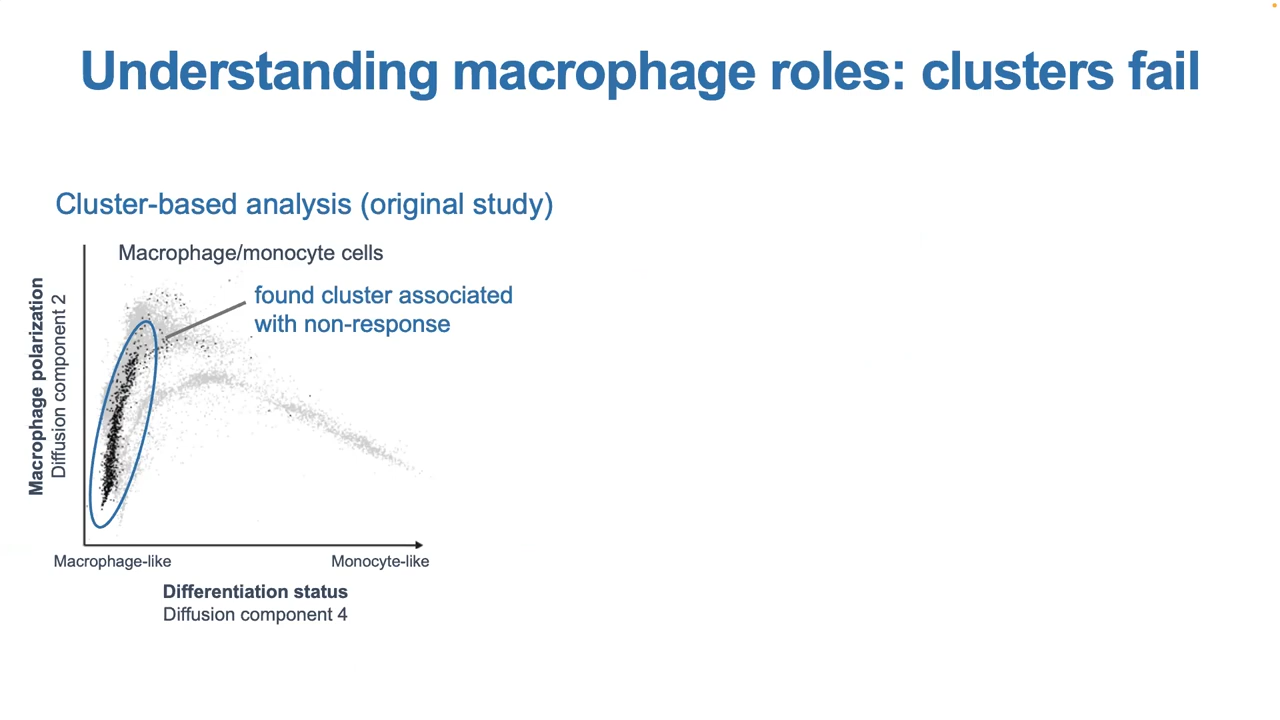 Understanding macrophage roles: clusters fail
Cluster-based analysis (original study)
Macrophage/monocyte cells
found cluster associated
with non-response
Macrophage polarization
Diffusion component 2
Macrophage-like
Monocyte-like
Differentiation status
Diffusion component 4